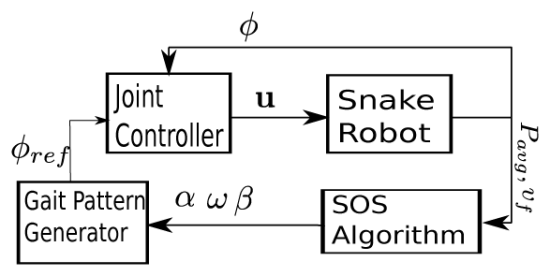 ϕ
Joint
Controller
u
Snake
Robot
ϕ_ref
P_avg, v_f
Gait Pattern
Generator
α ω β
SOS
Algorithm